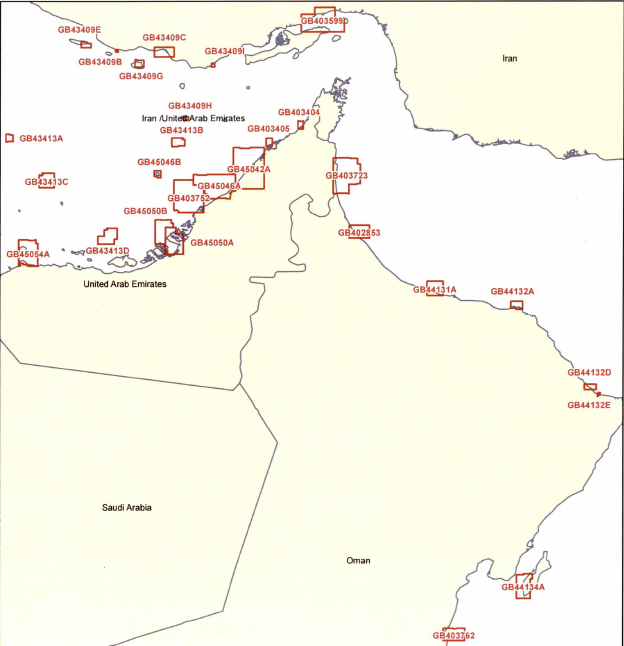 GB403599D
GB43409E
GB43409C
GB43409I
GB43409B
GB43409G
Iran
GB43409H
Iran /United Arab Emirates
GB403404
GB43413B
GB403405
GB43413A
GB45046B
GB45042A
GB403723
GB43413C
GB45046A
GB403752
GB45050B
GB402853
GB45050A
GB43413D
GB45054A
United Arab Emirates
GB44131A
GB44132A
GB44132D
GB44132E
Saudi Arabia
Oman
GB44134A
GB403762